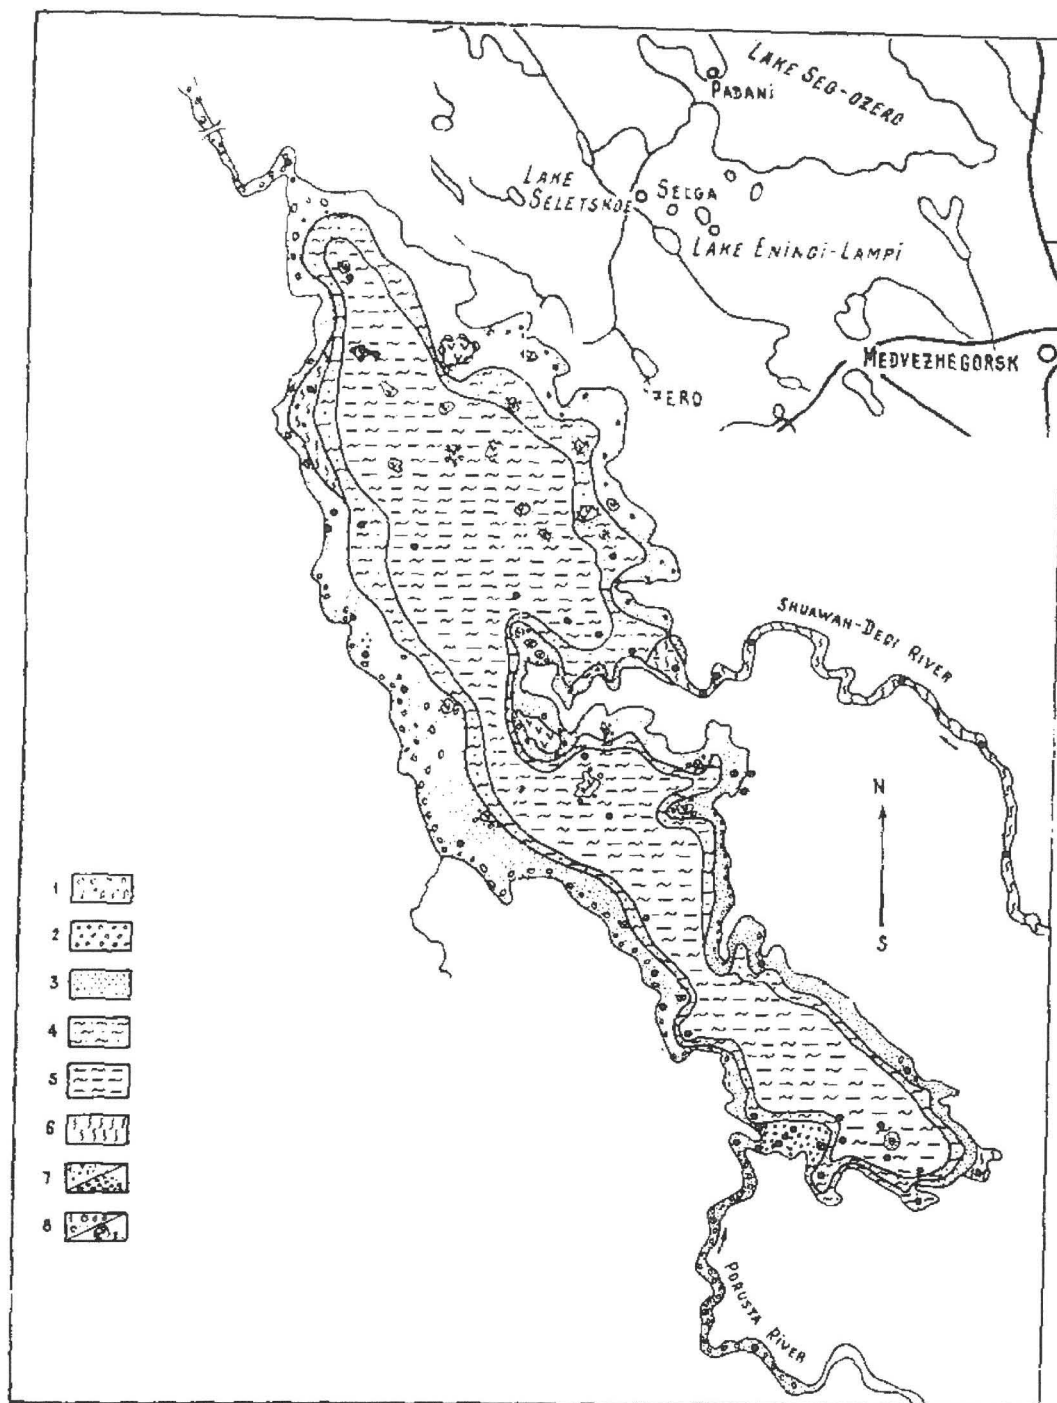 LAKE SEG-OZERO
PADANI
LAKE
SELETSKOE
SELGA
LAKE ENINGI-LAMPI
MEDVEZHEGORSK
ZERO
SHUAWAN-DEGI RIVER
N
S
1
2
3
4
5
6
7
8
PORUSTA RIVER